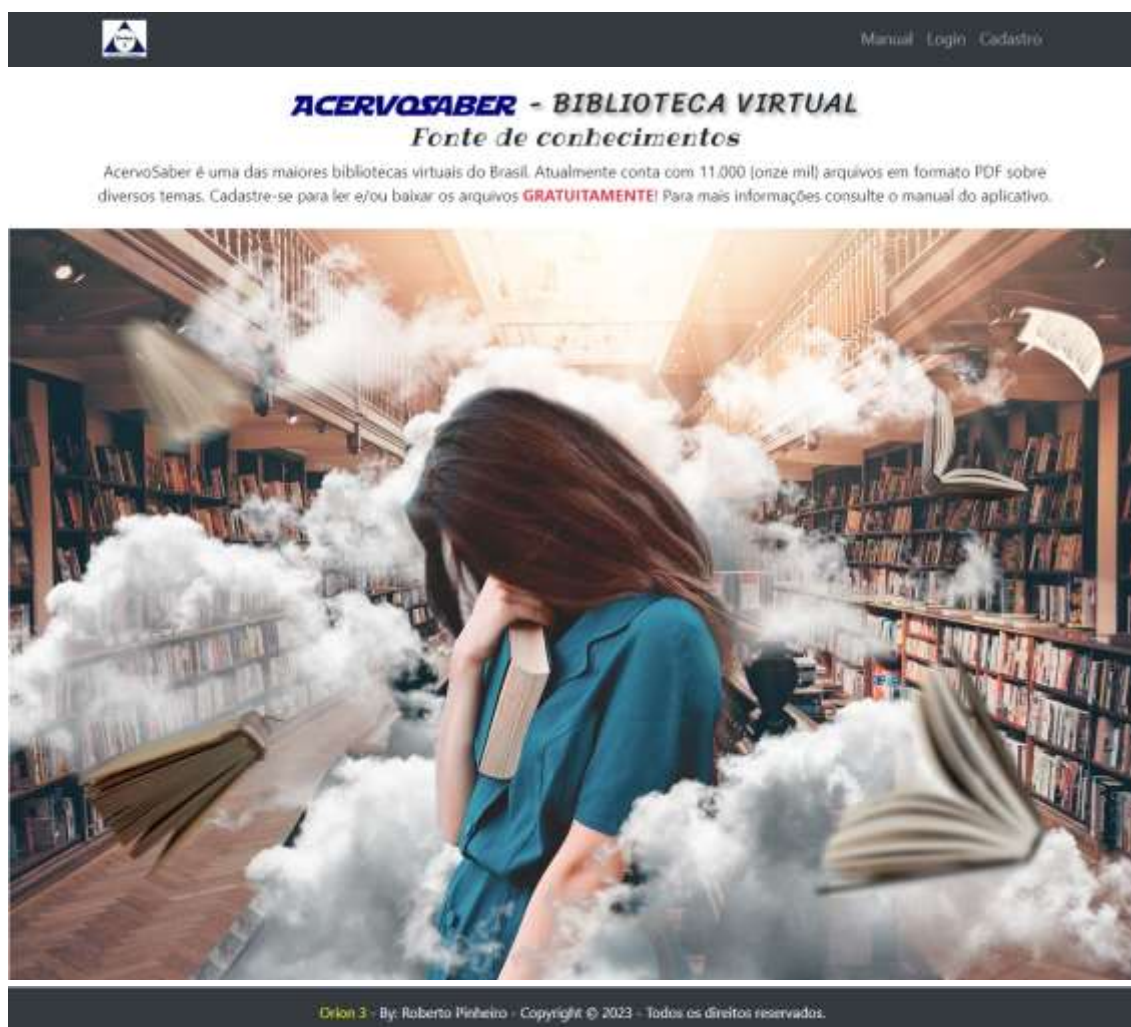 Manual Login Cadastro
ACERVOSABER - BIBLIOTECA VIRTUAL
Fonte de conhecimentos
AcervoSaber é uma das maiores bibliotecas virtuais do Brasil. Atualmente conta com 11.000 (onze mil) arquivos em formato PDF sobre
diversos temas. Cadastre-se para ler e/ou baixar os arquivos GRATUITAMENTE! Para mais informações consulte o manual do aplicativo.
Orion 3 - By: Roberto Pinheiro - Copyright © 2023 - Todos os direitos reservados.